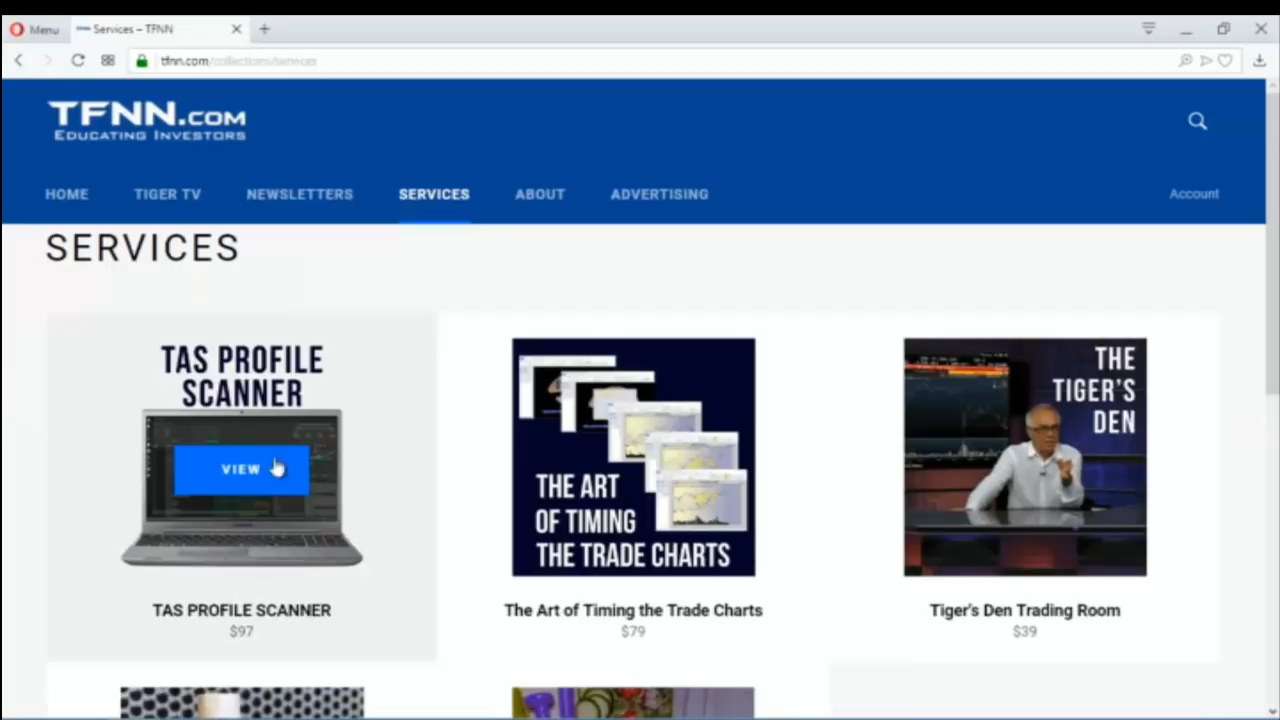 Menu
Services – TFNN
tfnn.com/collections/services
TFNN.COM
EDUCATING INVESTORS
HOME
TIGER TV
NEWSLETTERS
SERVICES
ABOUT
ADVERTISING
Account
SERVICES
TAS PROFILE
SCANNER
VIEW
TAS PROFILE SCANNER
$97
THE ART
OF TIMING
THE TRADE CHARTS
The Art of Timing the Trade Charts
$79
THE
TIGER'S
DEN
Tiger's Den Trading Room
$39